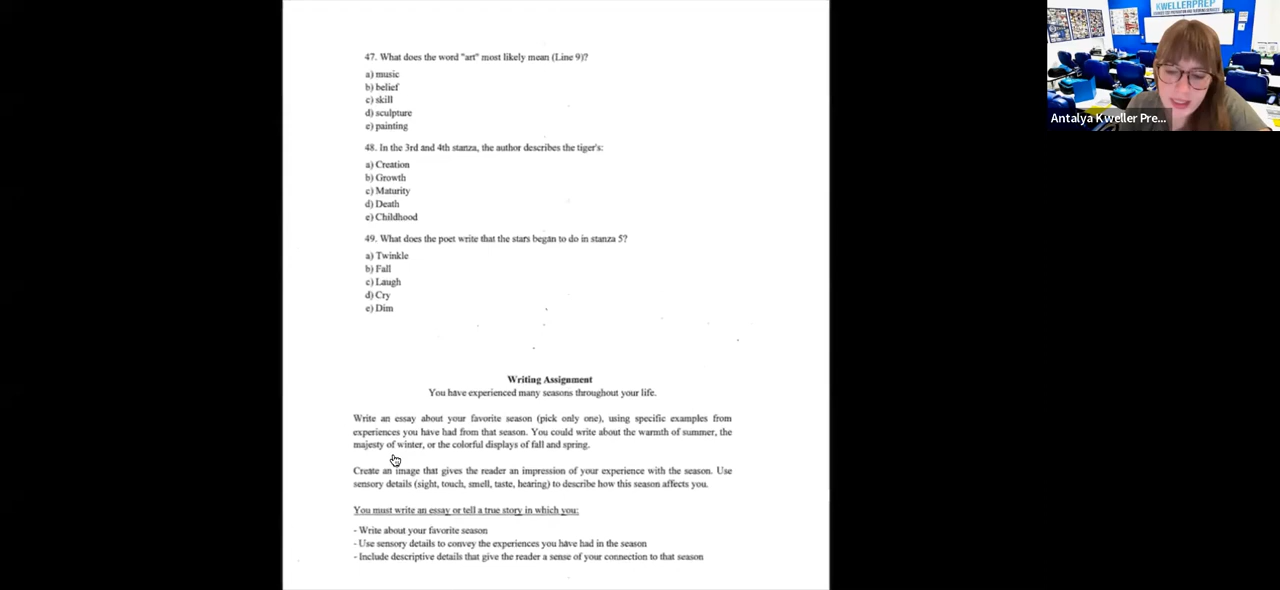 47. What does the word "art" most likely mean (Line 9)?
a) music
b) belief
c) skill
d) sculpture
e) painting
48. In the 3rd and 4th stanza, the author describes the tiger's:
a) Creation
b) Growth
c) Maturity
d) Death
e) Childhood
49. What does the poet write that the stars began to do in stanza 5?
a) Twinkle
b) Fall
c) Laugh
d) Cry
e) Dim
Writing Assignment
You have experienced many seasons throughout your life.
Write an essay about your favorite season (pick only one), using specific examples from
experiences you have had from that season. You could write about the warmth of summer, the
majesty of winter, or the colorful displays of fall and spring.
Create an image that gives the reader an impression of your experience with the season. Use
sensory details (sight, touch, smell, taste, hearing) to describe how this season affects you.
You must write an essay or tell a true story in which you:
- Write about your favorite season
- Use sensory details to convey the experiences you have had in the season
- Include descriptive details that give the reader a sense of your connection to that season
KWELLERPREP
Antalya Kweller Pre...